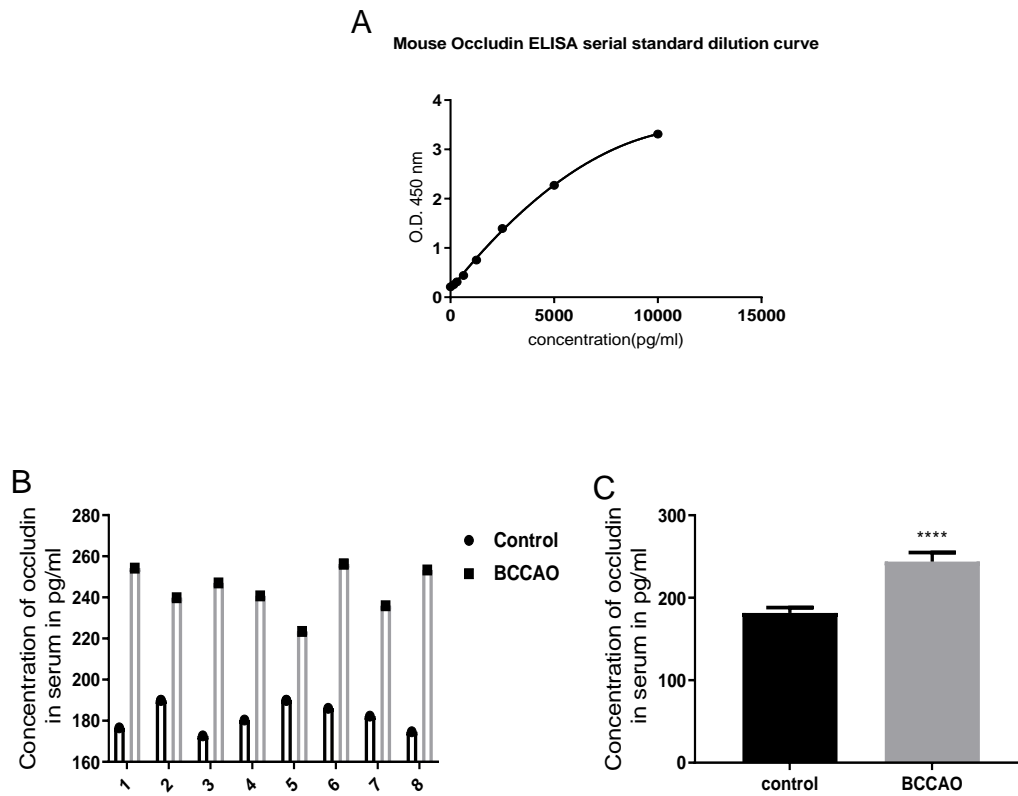 A
Mouse Occludin ELISA serial standard dilution curve
4
3
2
1
0
O.D. 450 nm
0 5000 10000 15000
concentration(pg/ml)
B
Concentration of occludin
in serum in pg/ml
280
260
240
220
200
180
160
1 2 3 4 5 6 7 8
Control
BCCAO
C
Concentration of occludin
in serum in pg/ml
300
200
100
0
****
control BCCAO